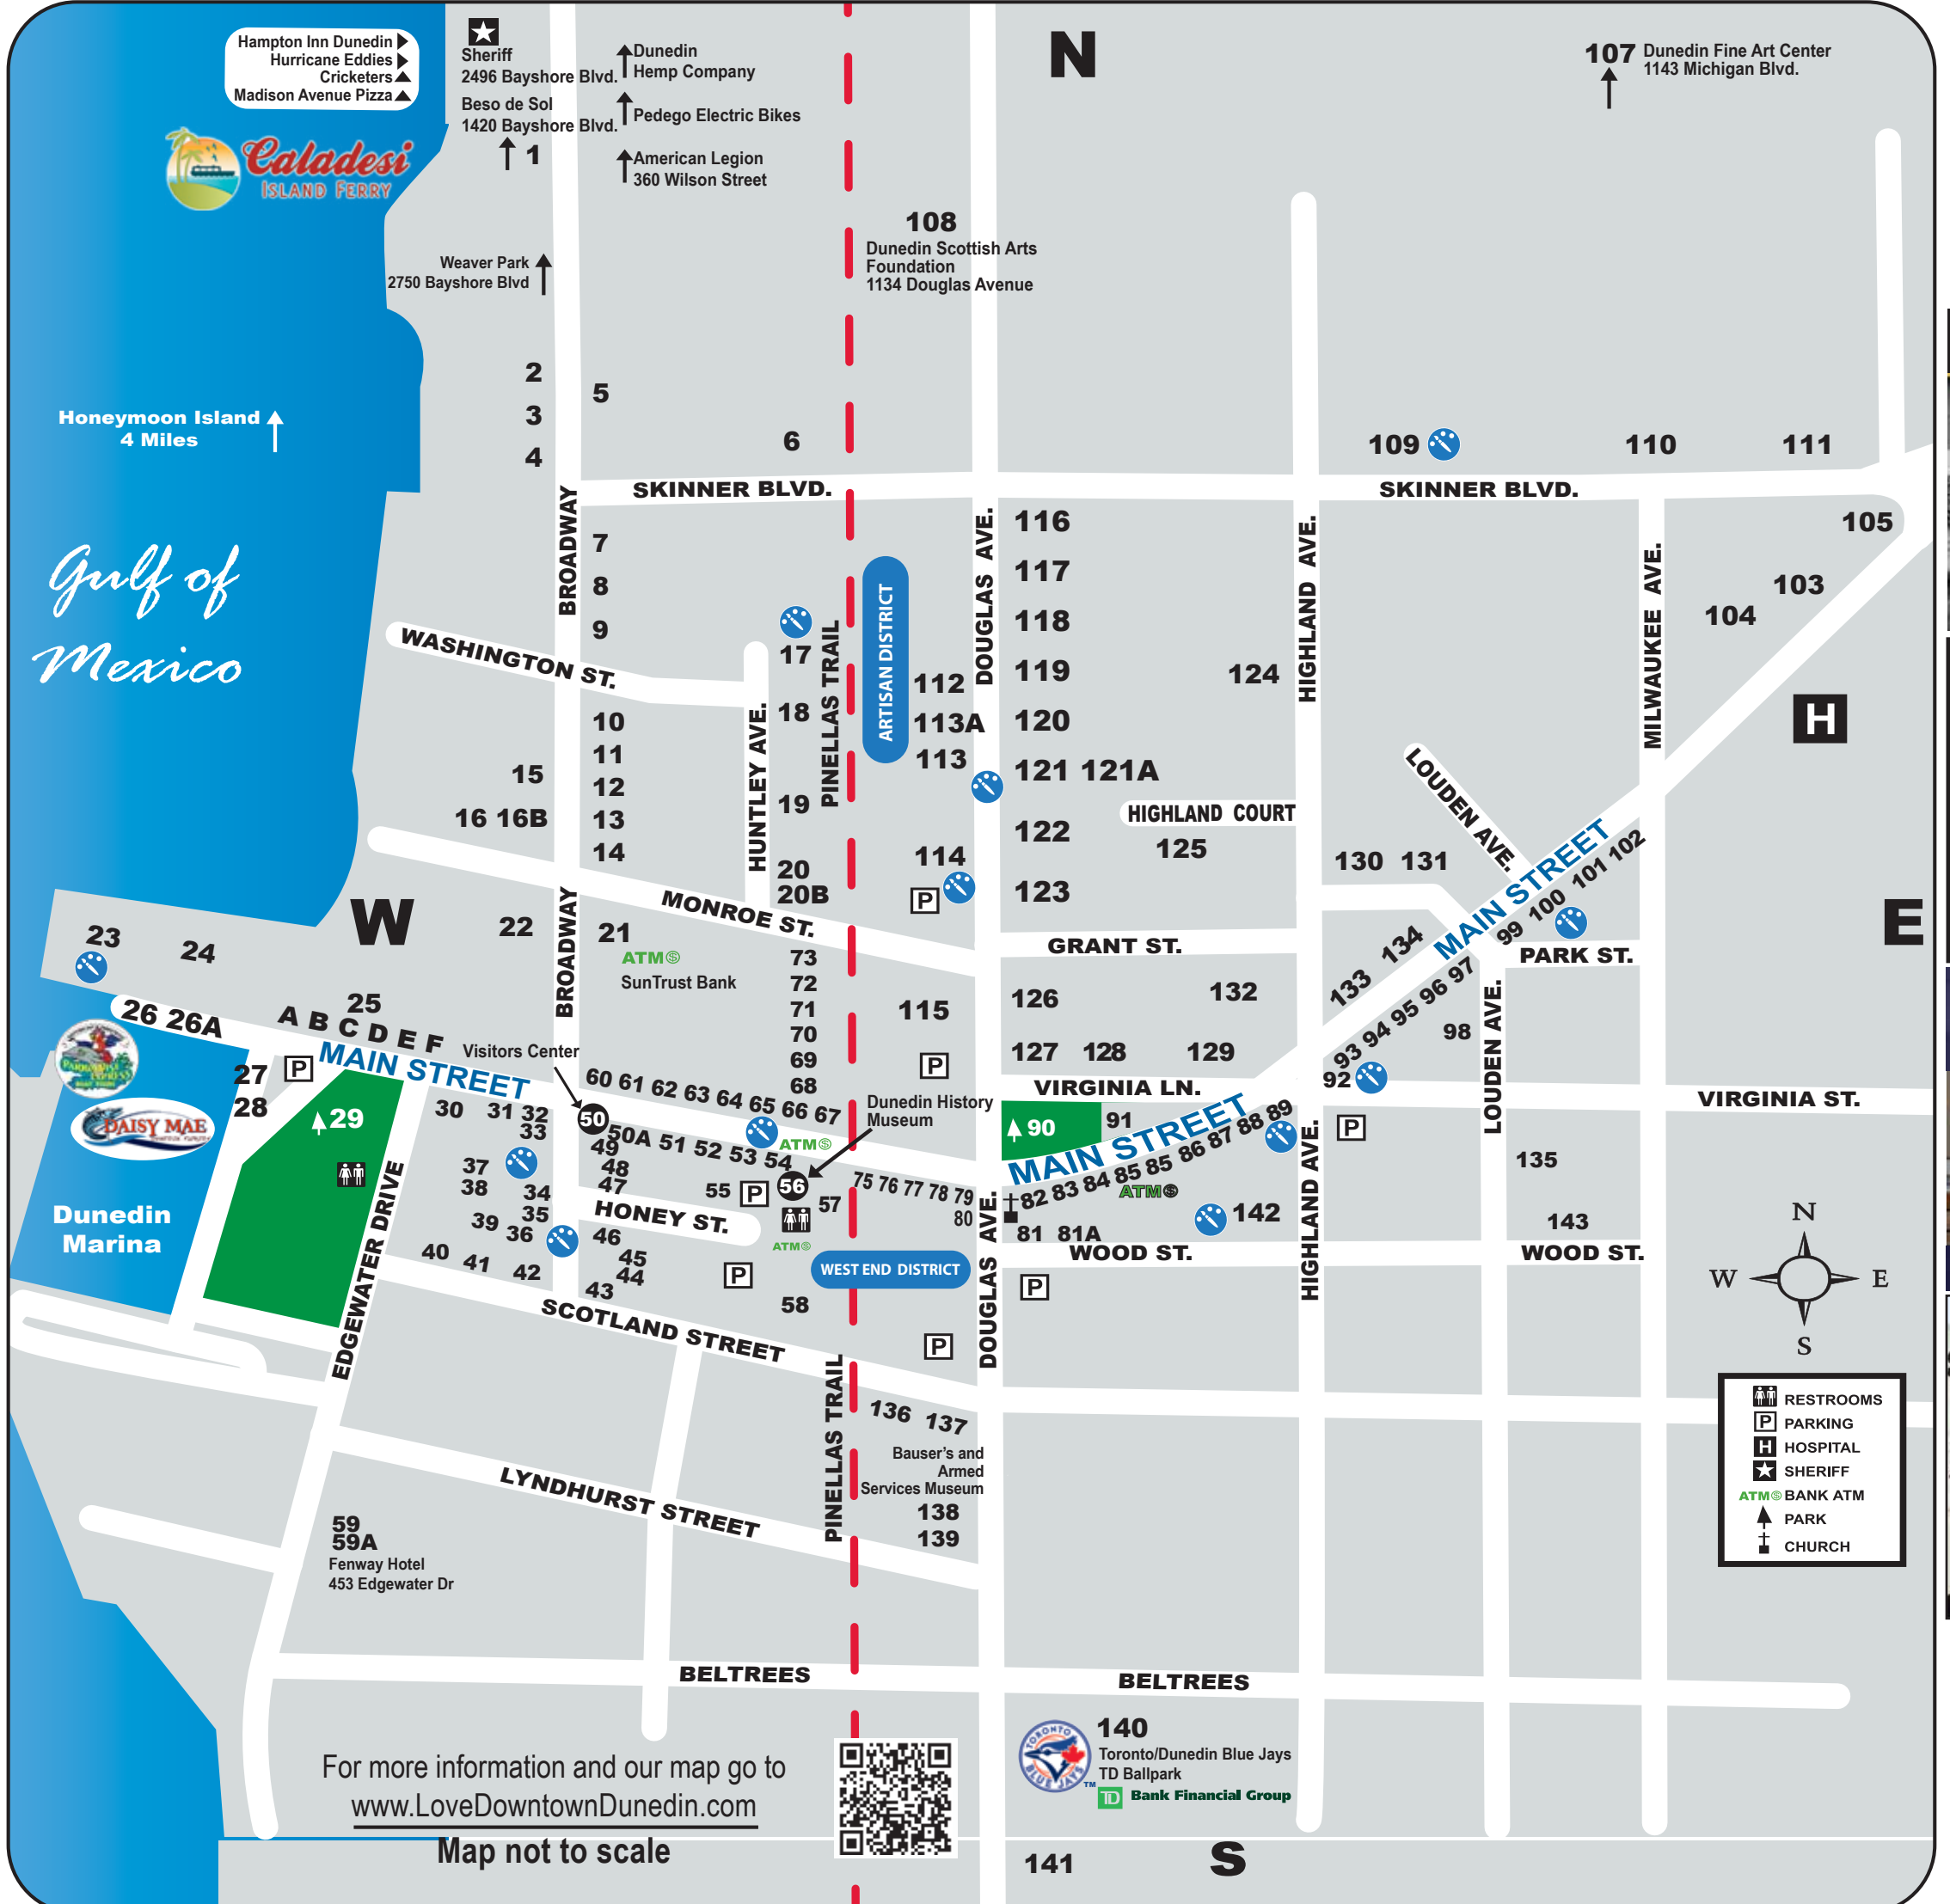 Hampton Inn Dunedin
Hurricane Eddies
Cricketers
Madison Avenue Pizza
Caladesi
ISLAND FERRY
Sheriff
2496 Bayshore Blvd.
Beso de Sol
1420 Bayshore Blvd.
1
Dunedin
Hemp Company
Pedego Electric Bikes
American Legion
360 Wilson Street
N
107 Dunedin Fine Art Center
1143 Michigan Blvd.
108
Dunedin Scottish Arts
Foundation
1134 Douglas Avenue
Weaver Park
2750 Bayshore Blvd
Honeymoon Island
4 Miles
2
3
4
5
6
109
110
111
SKINNER BLVD.
SKINNER BLVD.
Gulf of
Mexico
BROADWAY
7
8
9
WASHINGTON ST.
17
18
19
20
20B
HUNTLEY AVE.
PINELLAS TRAIL
ARTISAN DISTRICT
DOUGLAS AVE.
112
113A
113
114
P
116
117
118
119
120
121 121A
122
123
124
HIGHLAND AVE.
HIGHLAND COURT
125
MILWAUKEE AVE.
105
103
104
H
LOUDEN AVE.
130 131
10
11
12
13
14
15
16 16B
MONROE ST.
W
E
22
21
ATM$
SunTrust Bank
BROADWAY
23
24
25
26 26A
A B C D E F
MAIN STREET
27
28
P
DAISY MAE
29
Dunedin
Marina
Visitors Center
50
60 61 62 63 64 65 66 67
73
72
71
70
69
68
115
P
Dunedin History
Museum
50A 51 52 53 54
ATM$
49
48
47
55
P
56
57
ATM$
HONEY ST.
30 31 32
33
37
38
34
35
39 36
40 41 42
46
45
44
43
P
58
75 76 77 78 79
80
WEST END DISTRICT
P
EDGEWATER DRIVE
SCOTLAND STREET
GRANT ST.
126
132
127 128 129
VIRGINIA LN.
90
91
MAIN STREET
82 83 84 85 85 86 87 88 89
ATM$
81 81A
142
WOOD ST.
P
DOUGLAS AVE.
HIGHLAND AVE.
133 134
MAIN STREET
93 94 95 96 97
99 100 101 102
92
98
P
PARK ST.
LOUDEN AVE.
VIRGINIA ST.
135
143
WOOD ST.
N
W E
S
RESTROOMS
P PARKING
H HOSPITAL
SHERIFF
ATM$ BANK ATM
PARK
CHURCH
136 137
Bauser's and
Armed
Services Museum
138
139
PINELLAS TRAIL
LYNDHURST STREET
59
59A
Fenway Hotel
453 Edgewater Dr
BELTREES
BELTREES
TORONTO
BLUE JAYS
TM
140
Toronto/Dunedin Blue Jays
TD Ballpark
TD Bank Financial Group
For more information and our map go to
www.LoveDowntownDunedin.com
Map not to scale
141
S